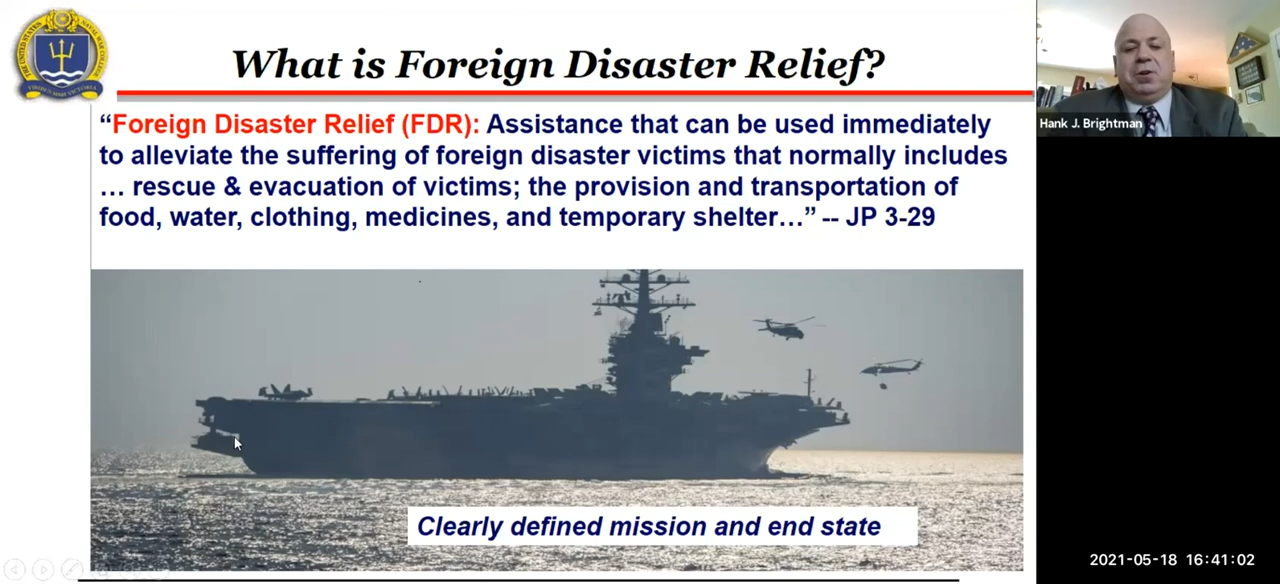 What is Foreign Disaster Relief?
“Foreign Disaster Relief (FDR): Assistance that can be used immediately
to alleviate the suffering of foreign disaster victims that normally includes
… rescue & evacuation of victims; the provision and transportation of
food, water, clothing, medicines, and temporary shelter…” -- JP 3-29
Clearly defined mission and end state
Hank J. Brightman
2021-05-18 16:41:02